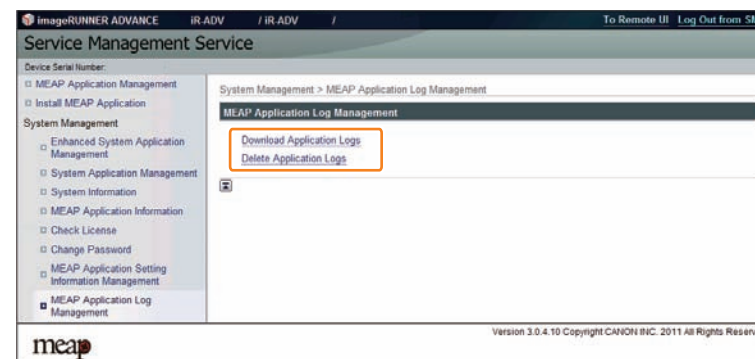 imageRUNNER ADVANCE iR-ADV / iR-ADV /
To Remote UI Log Out from
Service Management Service
Device Serial Number:
MEAP Application Management
Install MEAP Application
System Management
Enhanced System Application
Management
System Application Management
System Information
MEAP Application Information
Check License
Change Password
MEAP Application Setting
Information Management
MEAP Application Log
Management
System Management > MEAP Application Log Management
MEAP Application Log Management
Download Application Logs
Delete Application Logs
Version 3.0.4.10 Copyright CANON INC. 2011 All Rights
meap